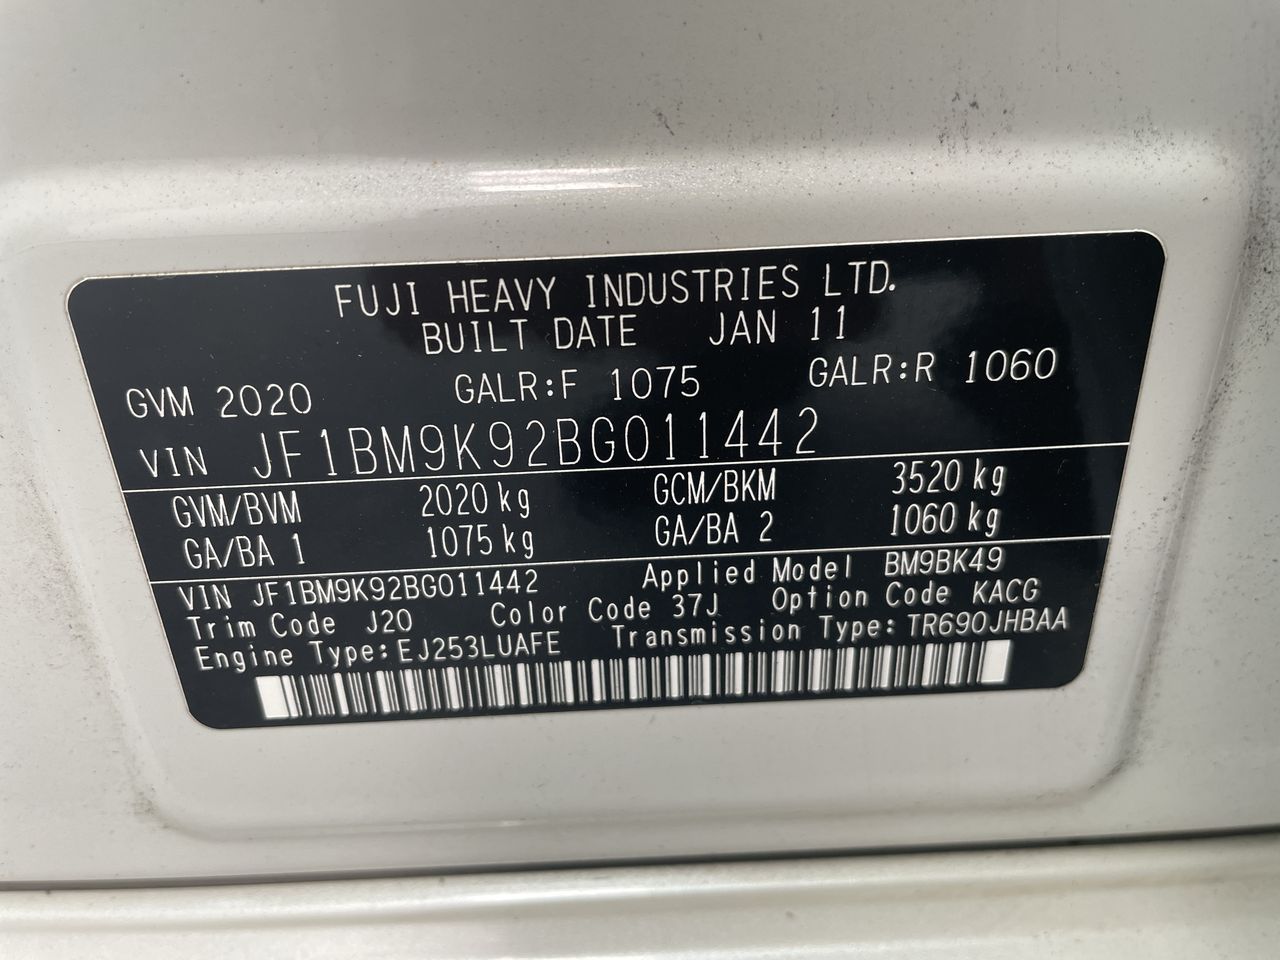 FUJI HEAVY INDUSTRIES LTD.
BUILT DATE JAN 11
GVM 2020 GALR:F 1075 GALR:R 1060
VIN JF1BM9K92BG011442
GVM/BVM 2020 kg GCM/BKM 3520 kg
GA/BA 1 1075 kg GA/BA 2 1060 kg
VIN JF1BM9K92BG011442 Applied Model BM9BK49
Trim Code J20 Color Code 37J Option Code KACG
Engine Type: EJ253LUAFE Transmission Type: TR690JHBAA